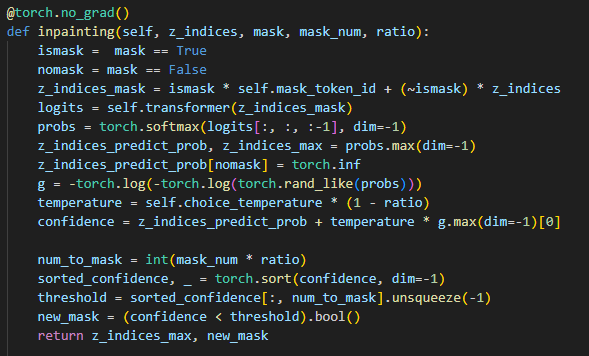 @torch.no_grad()
def inpainting(self, z_indices, mask, mask_num, ratio):
    ismask =  mask == True
    nomask = mask == False
    z_indices_mask = ismask * self.mask_token_id + (~ismask) * z_indices
    logits = self.transformer(z_indices_mask)
    probs = torch.softmax(logits[:, :, :-1], dim=-1)
    z_indices_predict_prob, z_indices_max = probs.max(dim=-1)
    z_indices_predict_prob[nomask] = torch.inf
    g = -torch.log(-torch.log(torch.rand_like(probs)))
    temperature = self.choice_temperature * (1 - ratio)
    confidence = z_indices_predict_prob + temperature * g.max(dim=-1)[0]

    num_to_mask = int(mask_num * ratio)
    sorted_confidence, _ = torch.sort(confidence, dim=-1)
    threshold = sorted_confidence[:, num_to_mask].unsqueeze(-1)
    new_mask = (confidence < threshold).bool()
    return z_indices_max, new_mask